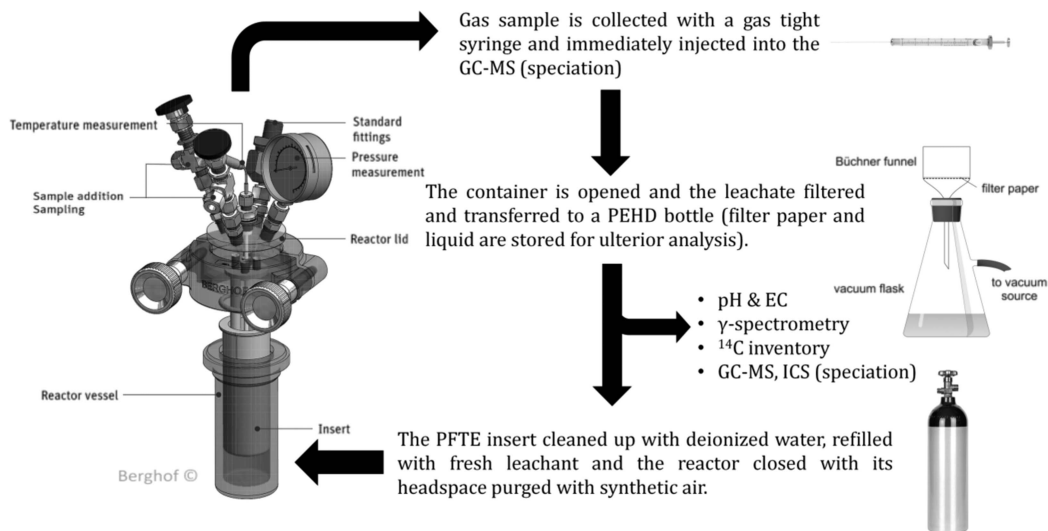 Gas sample is collected with a gas tight
syringe and immediately injected into the
GC-MS (speciation)
Temperature measurement
Standard
fittings
Pressure
measurement
Sample addition
Sampling
Reactor lid
BERGHOF
The container is opened and the leachate filtered
and transferred to a PEHD bottle (filter paper and
liquid are stored for ulterior analysis).
Büchner funnel
filter paper
vacuum flask
to vacuum
source
• pH & EC
• γ-spectrometry
• ¹⁴C inventory
• GC-MS, ICS (speciation)
Reactor vessel
Insert
Berghof ©
The PFTE insert cleaned up with deionized water, refilled
with fresh leachant and the reactor closed with its
headspace purged with synthetic air.